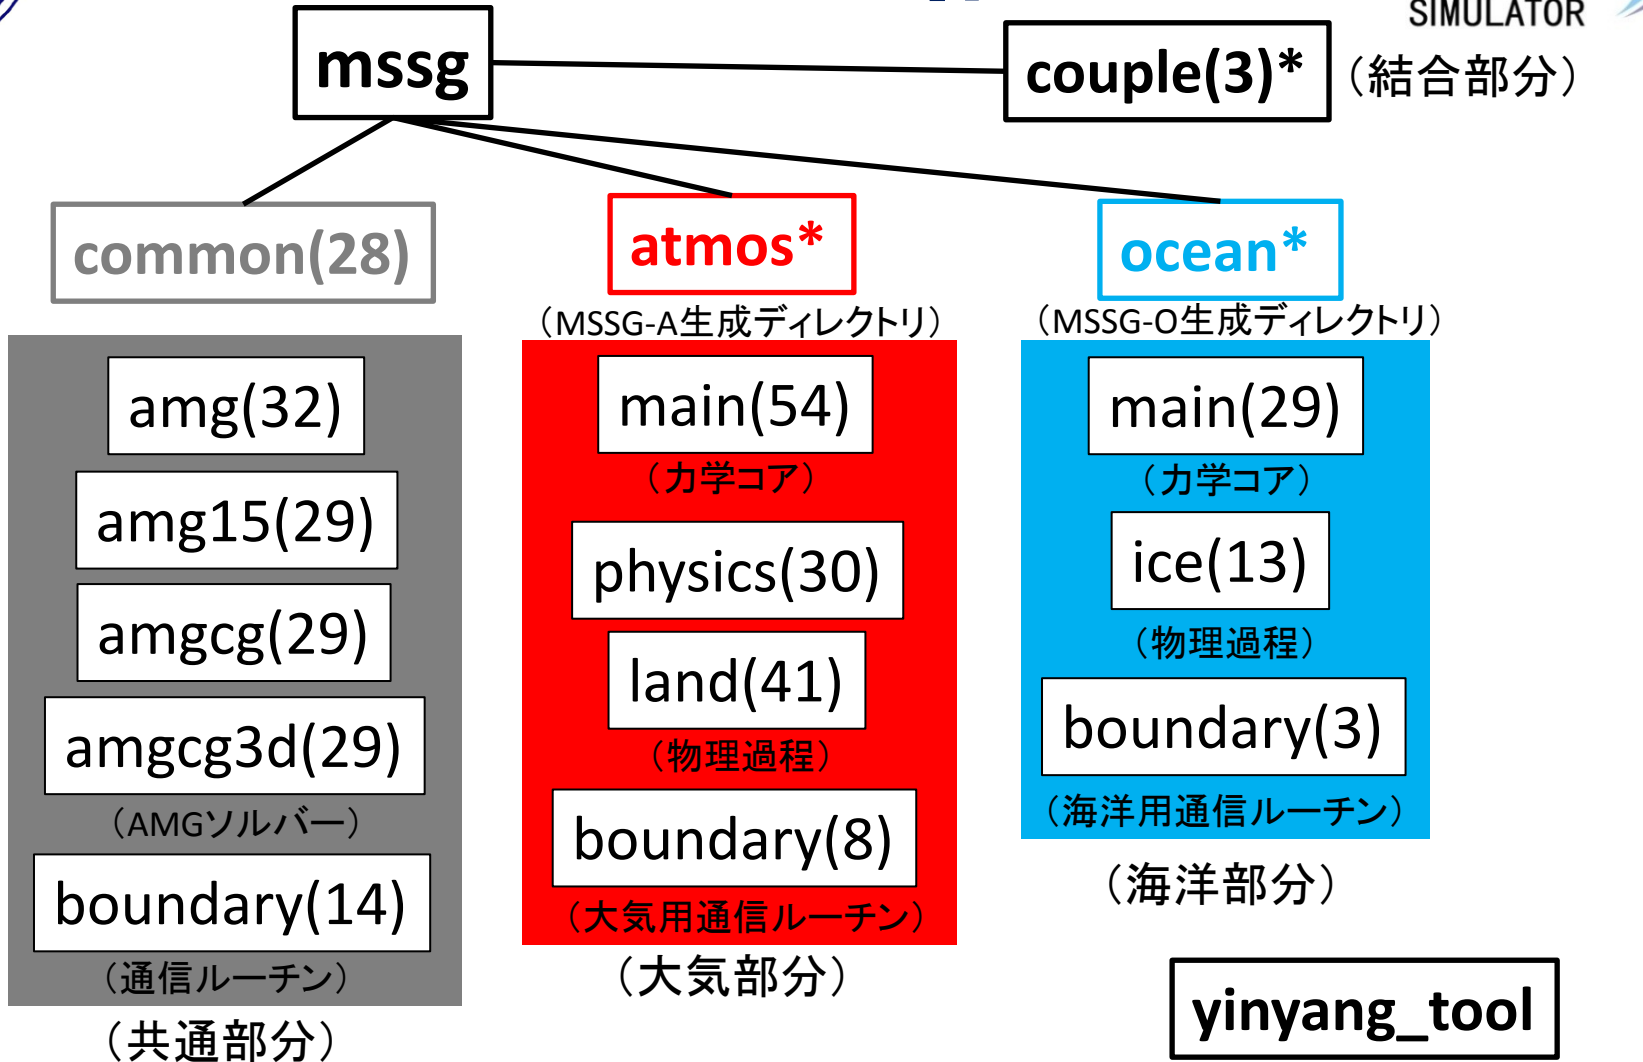 SIMULATOR
mssg
couple(3)*
（結合部分）
common(28)
atmos*
ocean*
（MSSG-A生成ディレクトリ）
（MSSG-O生成ディレクトリ）
amg(32)
amg15(29)
amgcg(29)
amgcg3d(29)
（AMGソルバー）
boundary(14)
（通信ルーチン）
（共通部分）
main(54)
（力学コア）
physics(30)
land(41)
（物理過程）
boundary(8)
（大気用通信ルーチン）
（大気部分）
main(29)
（力学コア）
ice(13)
（物理過程）
boundary(3)
（海洋用通信ルーチン）
（海洋部分）
yinyang_tool